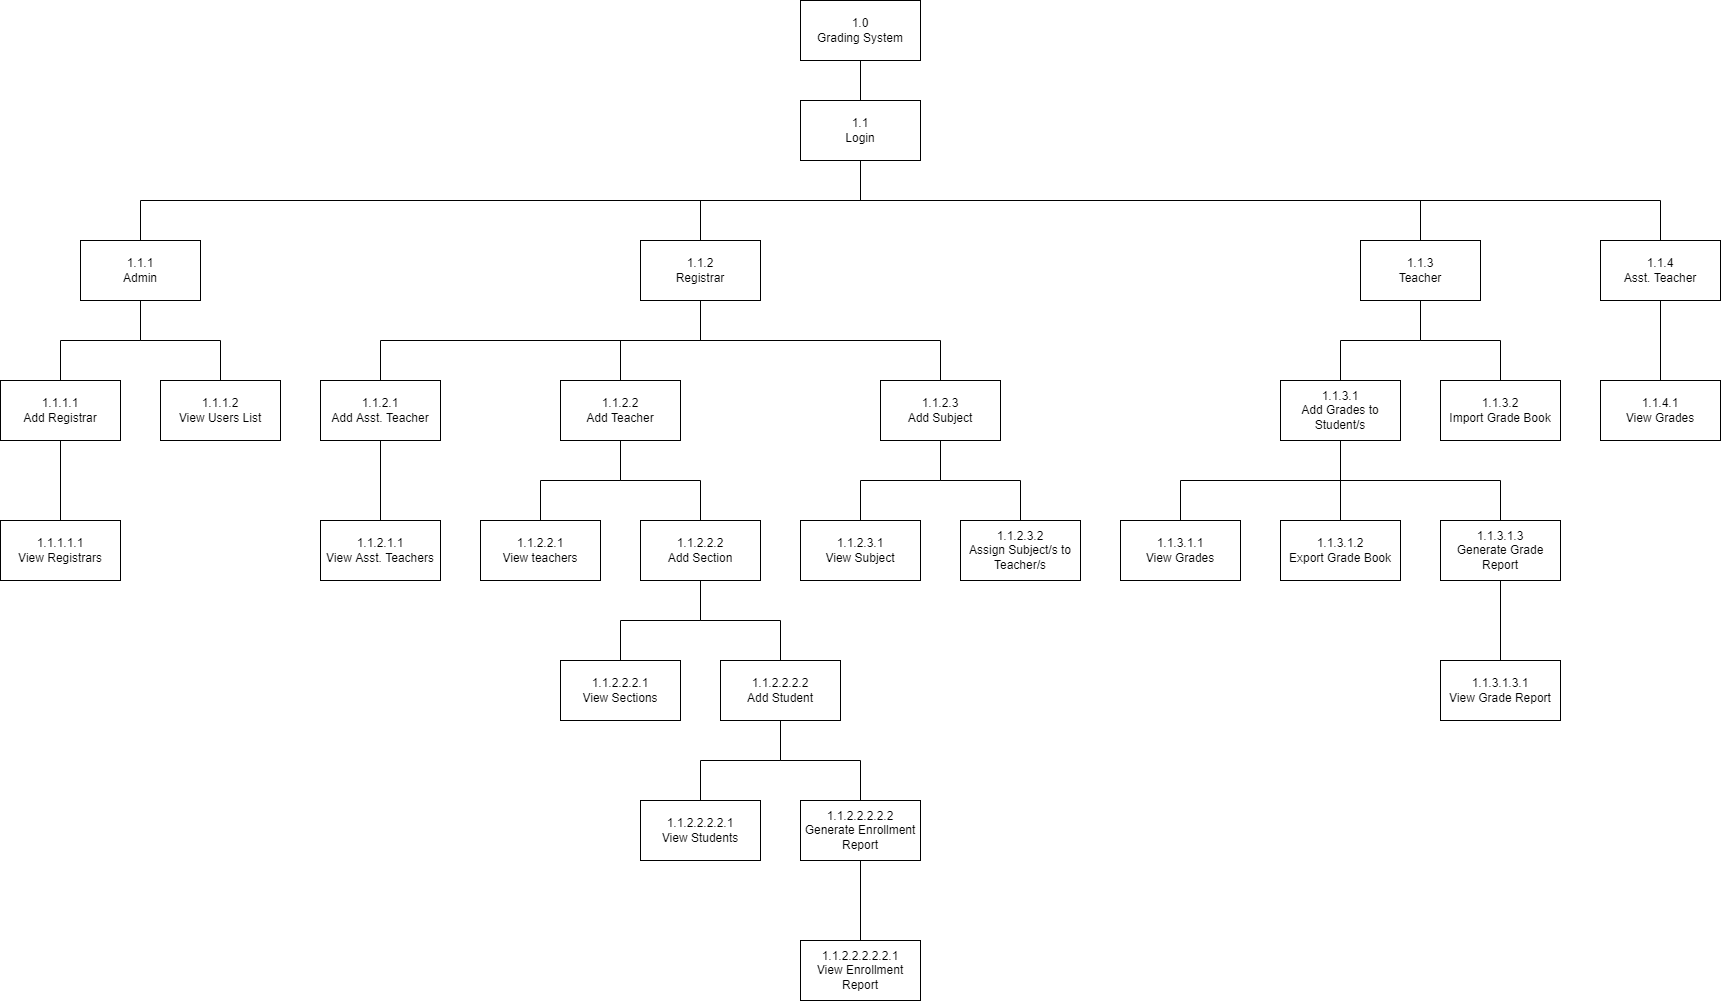 1.0
Grading System
1.1
Login
1.1.1
Admin
1.1.2
Registrar
1.1.3
Teacher
1.1.4
Asst. Teacher
1.1.1.1
Add Registrar
1.1.1.2
View Users List
1.1.2.1
Add Asst. Teacher
1.1.2.2
Add Teacher
1.1.2.3
Add Subject
1.1.3.1
Add Grades to
Student/s
1.1.3.2
Import Grade Book
1.1.4.1
View Grades
1.1.1.1.1
View Registrars
1.1.2.1.1
View Asst. Teachers
1.1.2.2.1
View teachers
1.1.2.2.2
Add Section
1.1.2.3.1
View Subject
1.1.2.3.2
Assign Subject/s to
Teacher/s
1.1.3.1.1
View Grades
1.1.3.1.2
Export Grade Book
1.1.3.1.3
Generate Grade
Report
1.1.2.2.2.1
View Sections
1.1.2.2.2.2
Add Student
1.1.3.1.3.1
View Grade Report
1.1.2.2.2.2.1
View Students
1.1.2.2.2.2.2
Generate Enrollment
Report
1.1.2.2.2.2.2.1
View Enrollment
Report